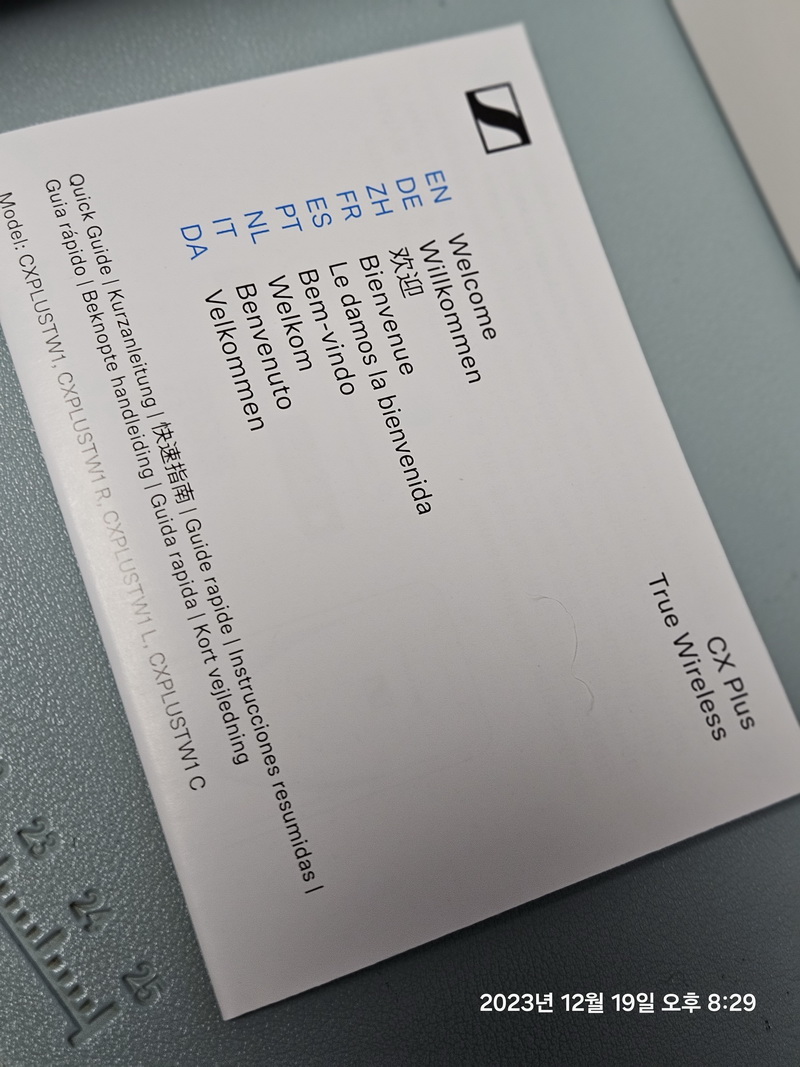 CX Plus
True Wireless
EN Welcome
DE Willkommen
ZH 欢迎
FR Bienvenue
ES Le damos la bienvenida
PT Bem-vindo
NL Welkom
IT Benvenuto
DA Velkommen
Quick Guide | Kurzanleitung | 快速指南 | Guide rapide | Instrucciones resumidas |
Guia rápido | Beknopte handleiding | Guida rapida | Kort vejledning
Model: CXPLUSTW1, CXPLUSTW1 R, CXPLUSTW1 L, CXPLUSTW1 C
23 24 25
2023년 12월 19일 오후 8:29